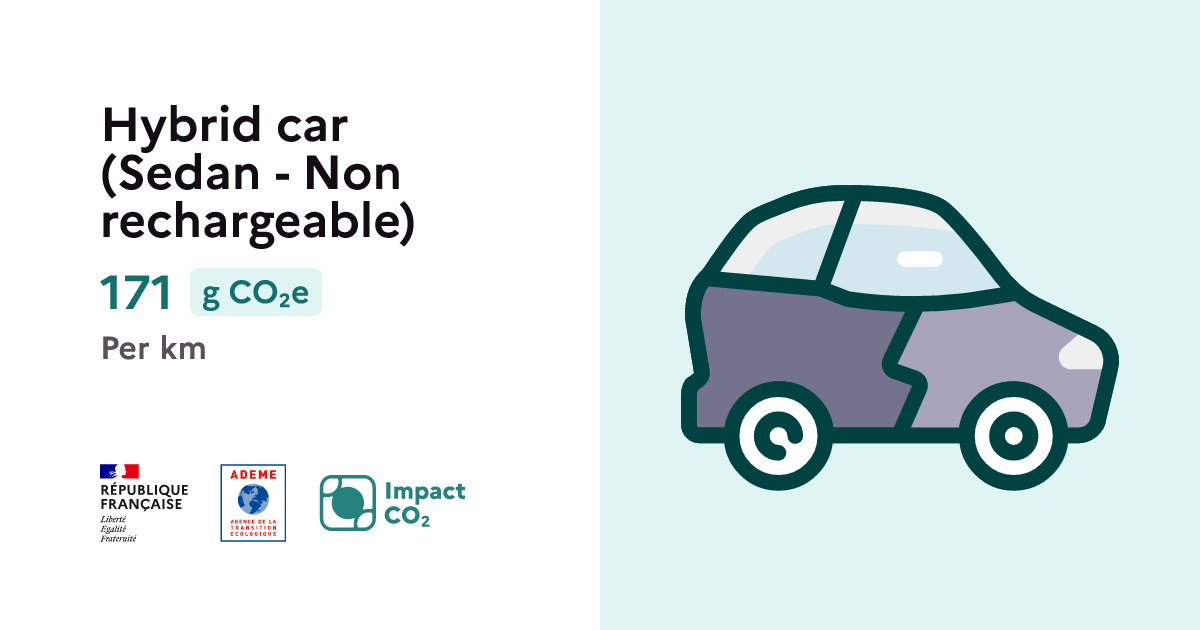 Hybrid car
(Sedan - Non
rechargeable)
171 g CO₂e
Per km
RÉPUBLIQUE
FRANÇAISE
Liberté
Égalité
Fraternité
ADEME
AGENCE DE LA
TRANSITION
ÉCOLOGIQUE
Impact
CO₂